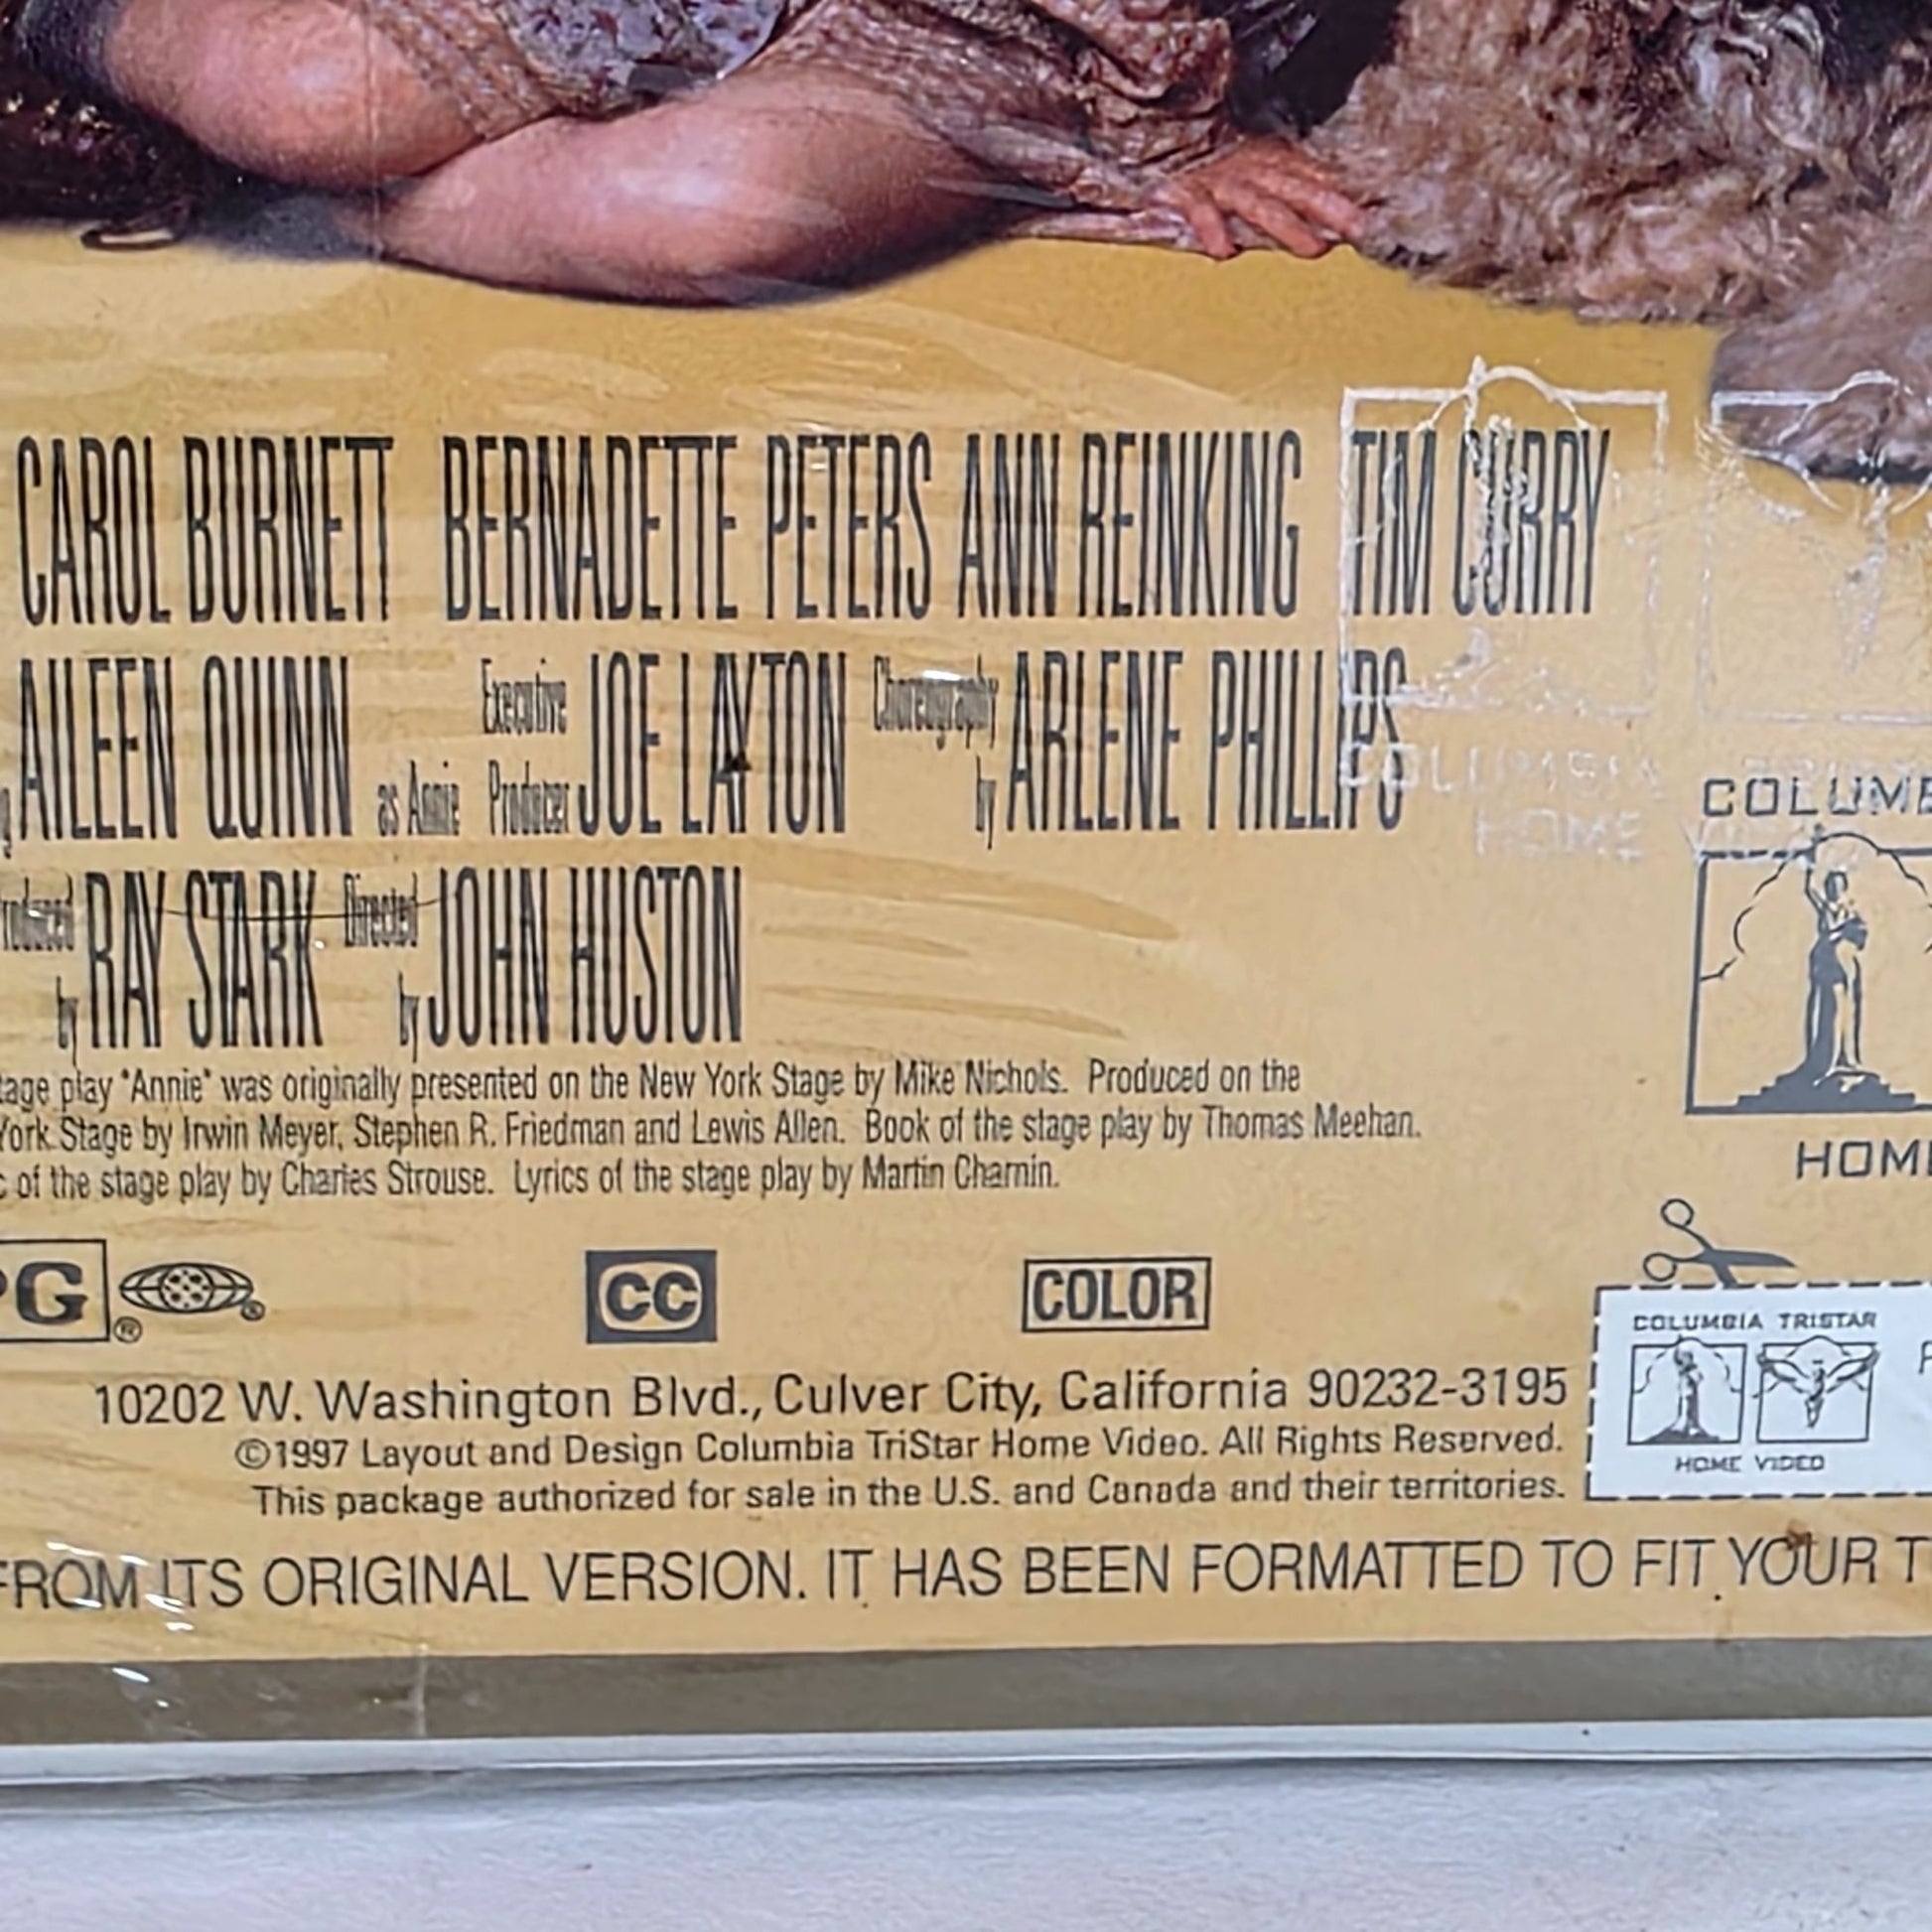 CAROL BURNETT BERNADETTE PETERS ANN REINKING TIM CURRY
AILEEN QUINN as Annie Executive Producer JOE LAYTON Choreography by ARLENE PHILLIPS
by RAY STARK Directed by JOHN HUSTON
play "Annie" was originally presented on the New York Stage by Mike Nichols. Produced on the
York Stage by Irwin Meyer, Stephen R. Friedman and Lewis Allen. Book of the stage play by Thomas Meehan.
of the stage play by Charles Strouse. Lyrics of the stage play by Martin Charnin.
COLUMBIA
HOME
PG ®
®
CC
COLOR
10202 W. Washington Blvd., Culver City, California 90232-3195
©1997 Layout and Design Columbia TriStar Home Video. All Rights Reserved.
This package authorized for sale in the U.S. and Canada and their territories.
COLUMBIA TRISTAR
HOME VIDEO
FROM ITS ORIGINAL VERSION. IT HAS BEEN FORMATTED TO FIT YOUR